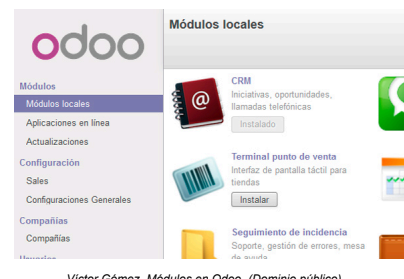 odoo
Módulos
Módulos locales
Aplicaciones en línea
Actualizaciones
Configuración
Sales
Configuraciones Generales
Compañías
Compañías
Usuarios
Módulos locales
CRM
Iniciativas, oportunidades,
llamadas telefónicas
Instalado
Terminal punto de venta
Interfaz de pantalla táctil para
tiendas
Instalar
Seguimiento de incidencia
Soporte, gestión de errores, mesa
de ayuda
Víctor Gómez. Módulos en Odoo. (Dominio público)